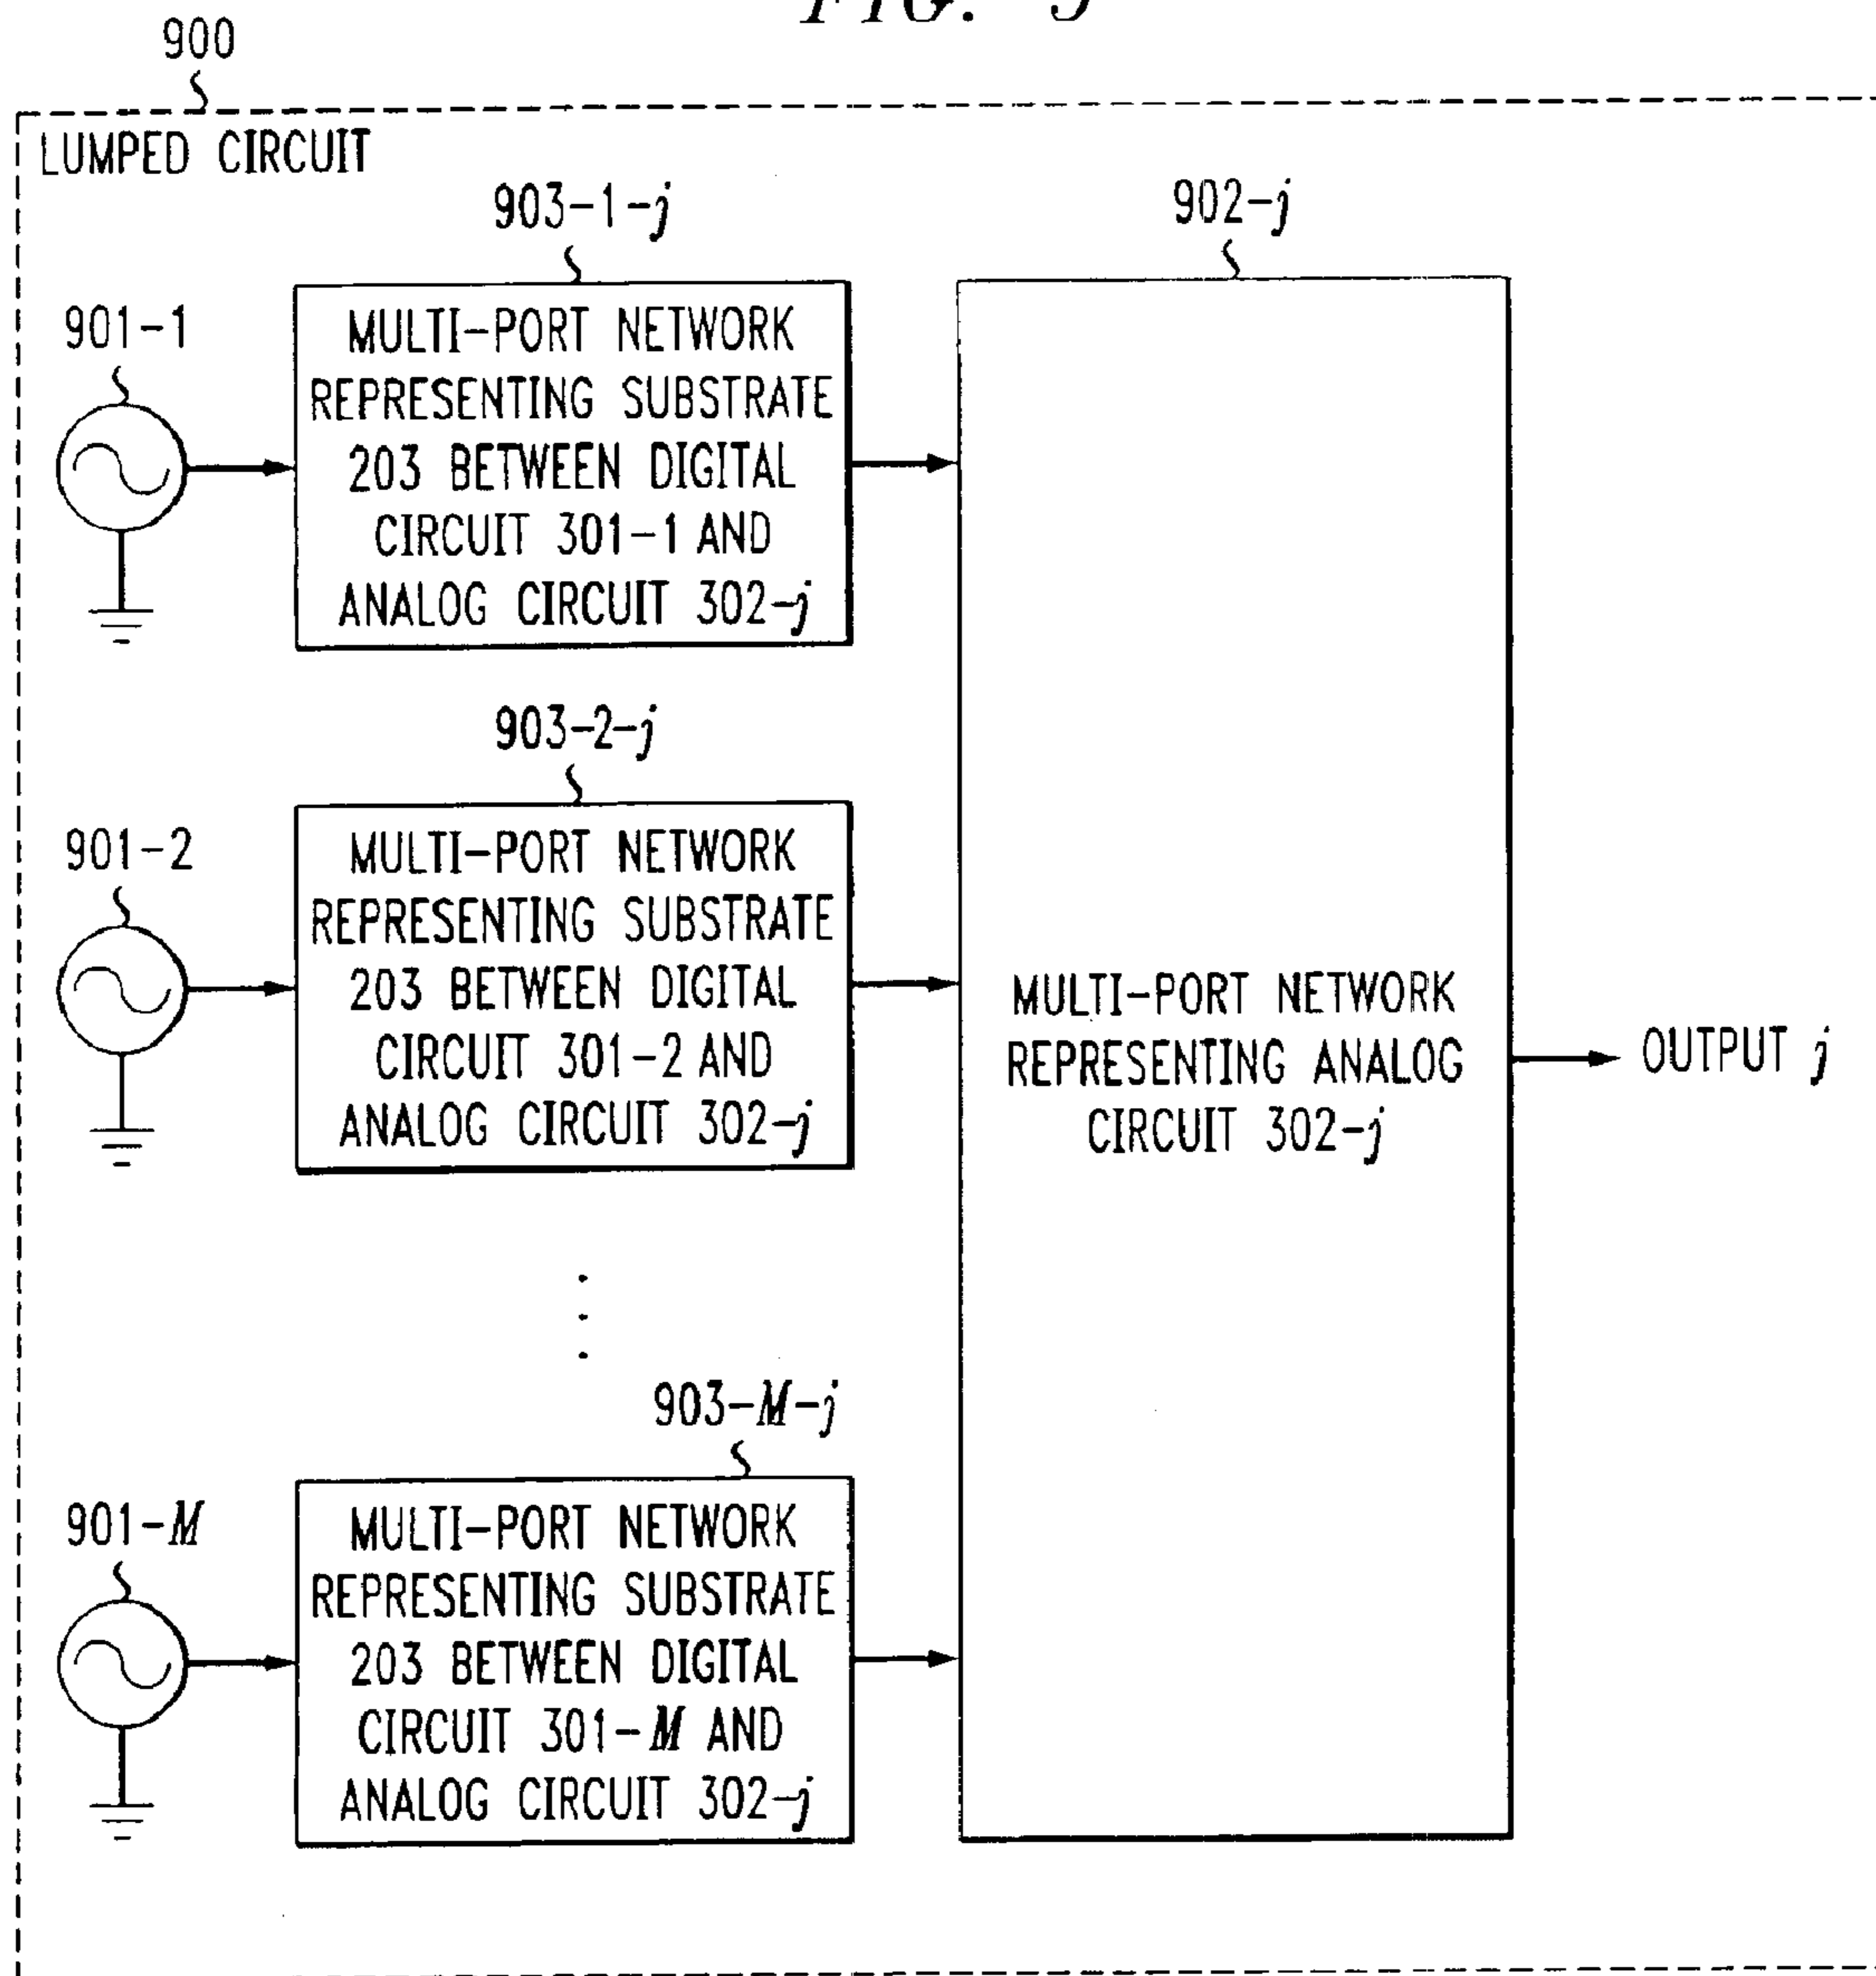 900
LUMPED CIRCUIT
903-1-j
902-j
901-1
MULTI-PORT NETWORK
REPRESENTING SUBSTRATE
203 BETWEEN DIGITAL
CIRCUIT 301-1 AND
ANALOG CIRCUIT 302-j
903-2-j
901-2
MULTI-PORT NETWORK
REPRESENTING SUBSTRATE
203 BETWEEN DIGITAL
CIRCUIT 301-2 AND
ANALOG CIRCUIT 302-j
MULTI-PORT NETWORK
REPRESENTING ANALOG
CIRCUIT 302-j
OUTPUT j
903-M-j
901-M
MULTI-PORT NETWORK
REPRESENTING SUBSTRATE
203 BETWEEN DIGITAL
CIRCUIT 301-M AND
ANALOG CIRCUIT 302-j